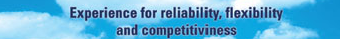 Experience for reliability, flexibility
and competitiviness